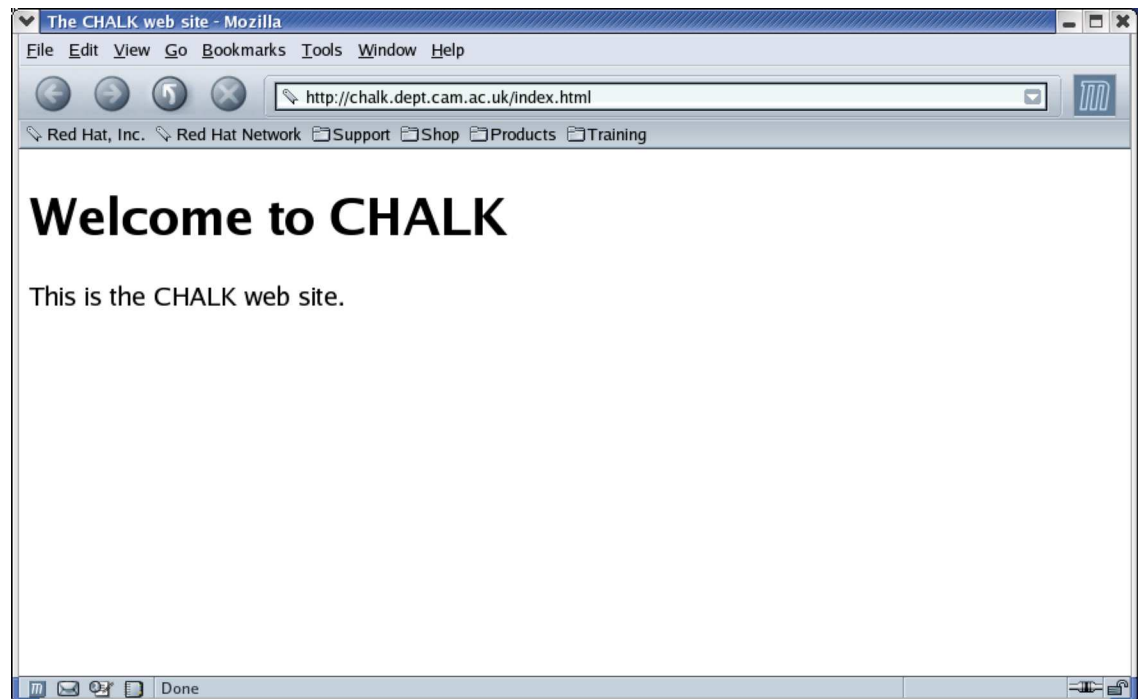 The CHALK web site - Mozilla
File Edit View Go Bookmarks Tools Window Help
http://chalk.dept.cam.ac.uk/index.html
Red Hat, Inc. Red Hat Network Support Shop Products Training
Welcome to CHALK
This is the CHALK web site.
Done